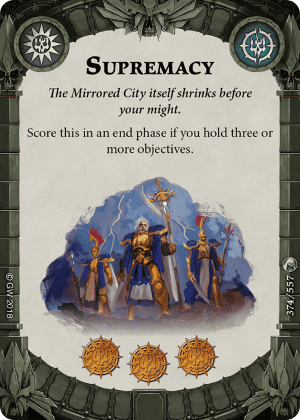 SUPREMACY
The Mirrored City itself shrinks before
your might.
Score this in an end phase if you hold three or
more objectives.
© GW 2018
374/557